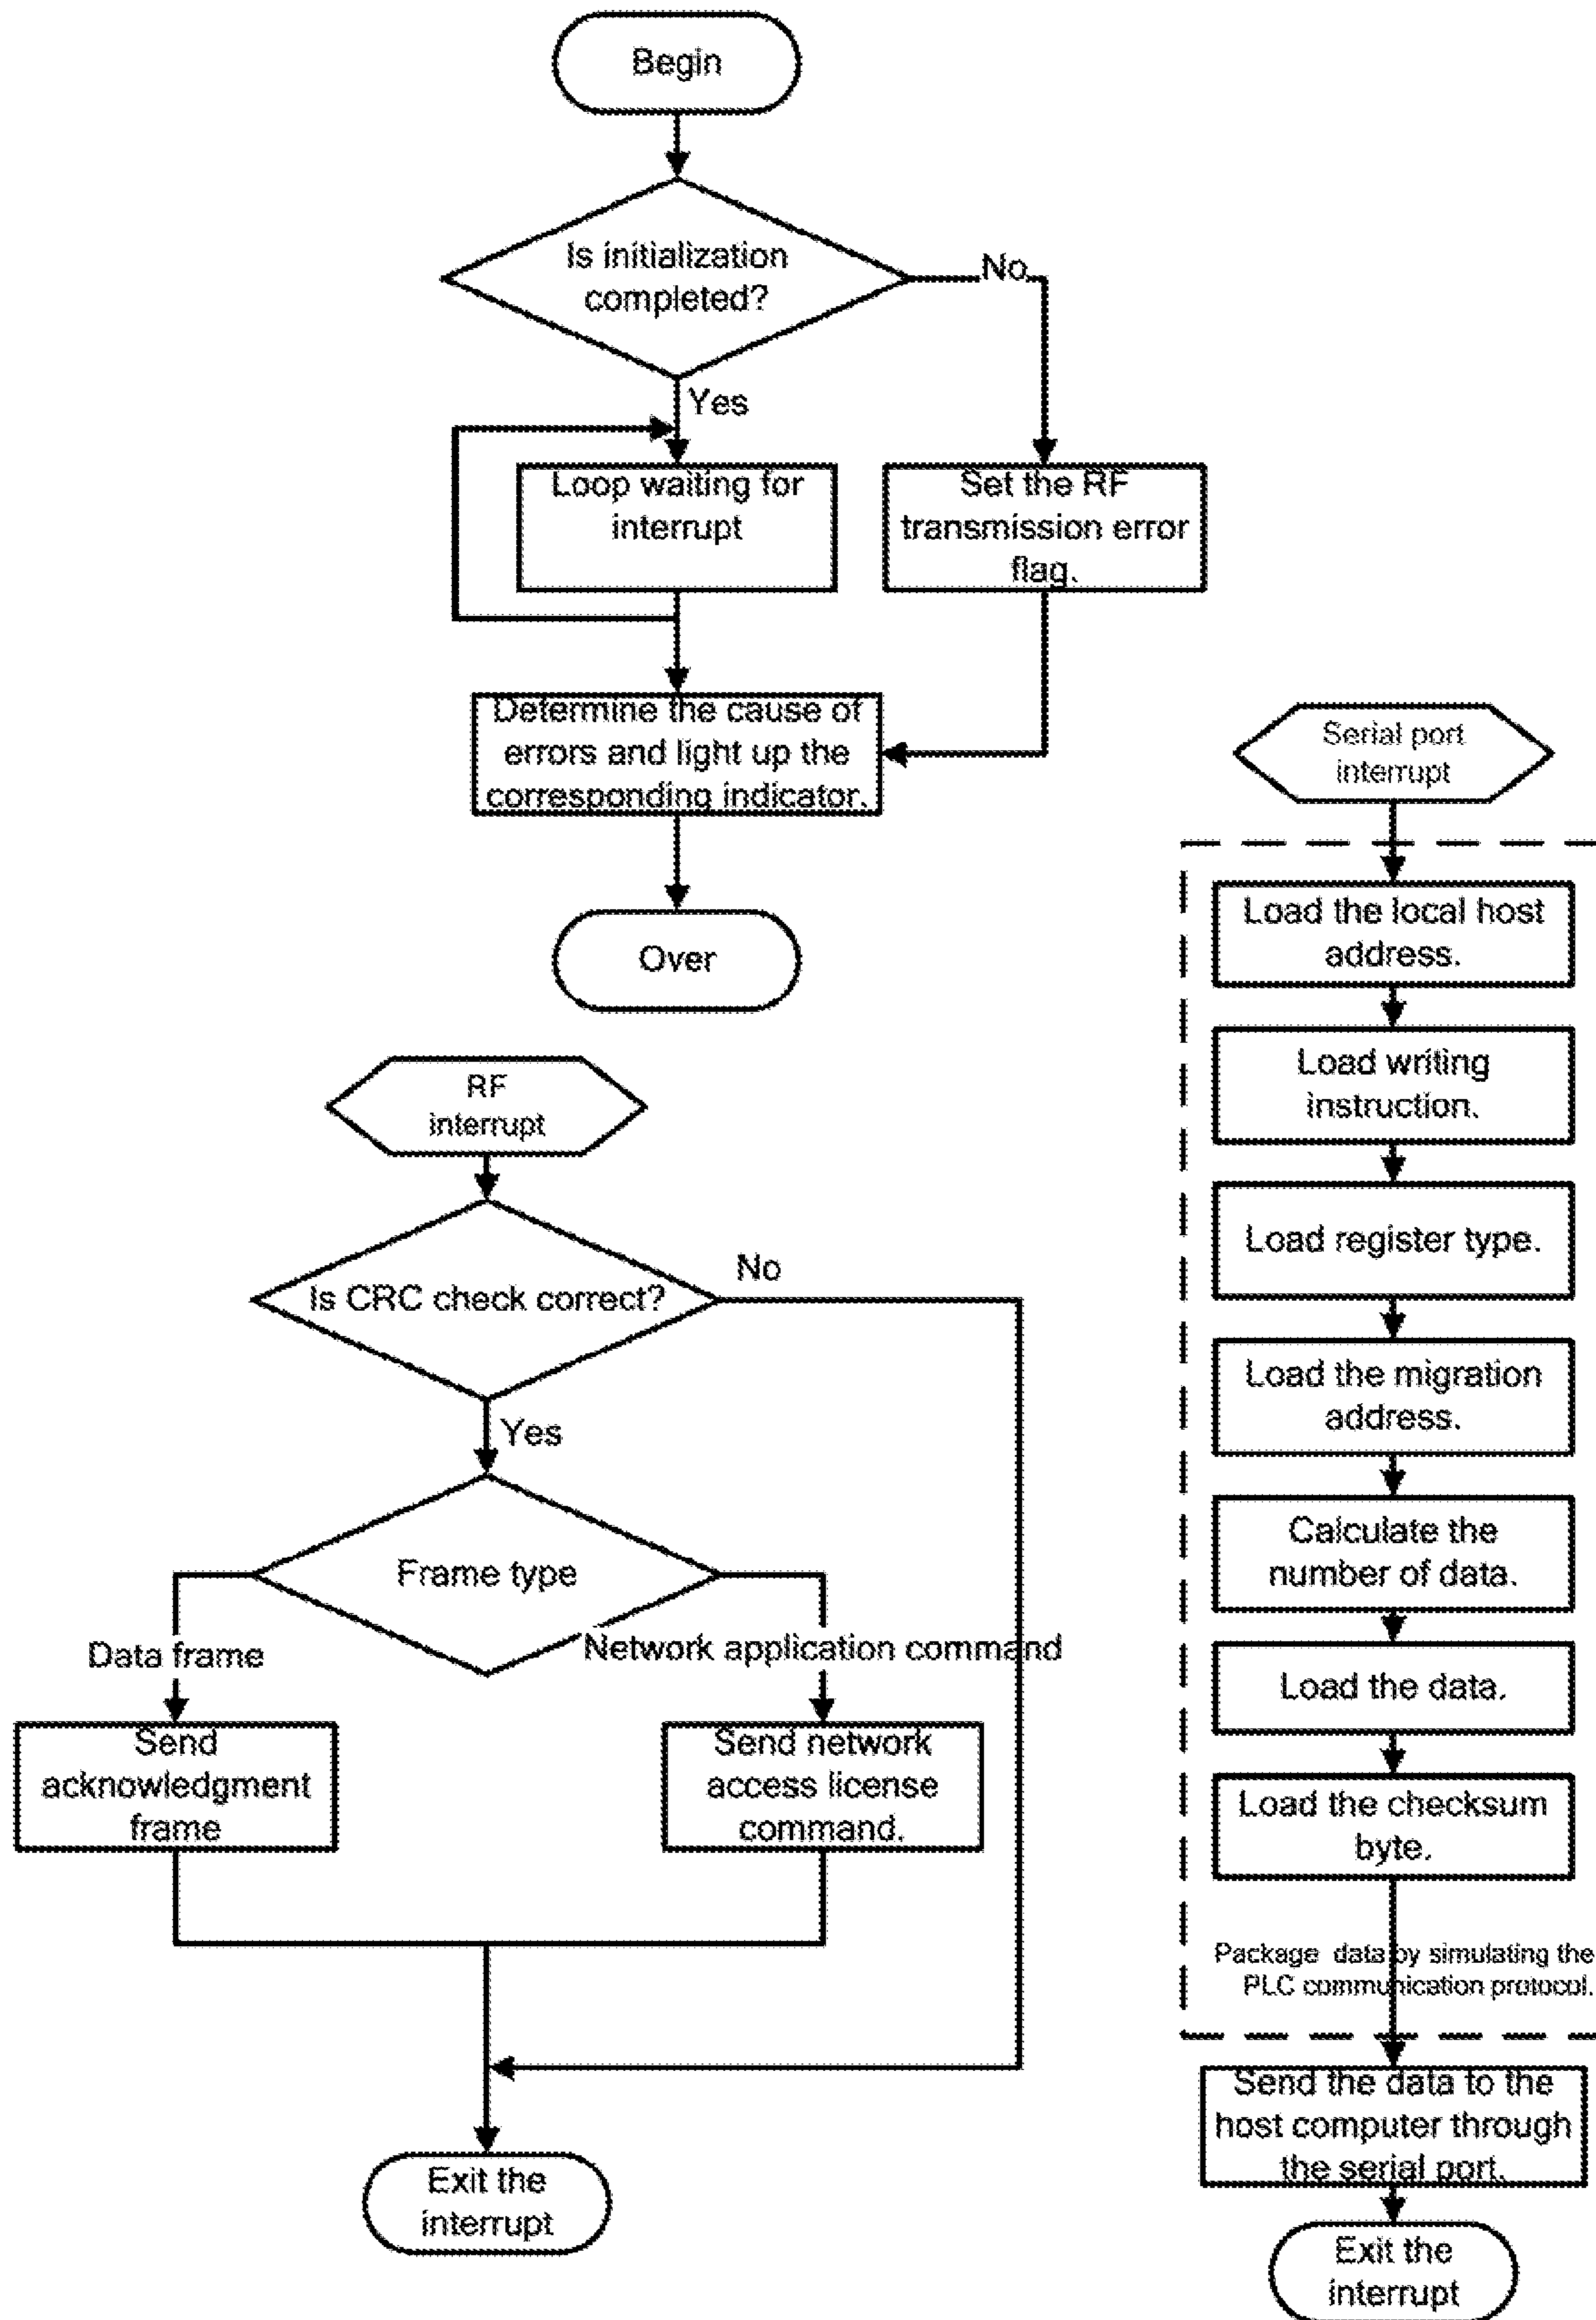 Begin
Is initialization
completed?
No
Yes
Loop waiting for
interrupt
Set the RF
transmission error
flag.
Determine the cause of
errors and light up the
corresponding indicator.
Over
RF
interrupt
Is CRC check correct?
No
Yes
Frame type
Data frame
Network application command
Send
acknowledgment
frame
Send network
access license
command.
Exit the
interrupt
Serial port
interrupt
Load the local host
address.
Load writing
instruction.
Load register type.
Load the migration
address.
Calculate the
number of data.
Load the data.
Load the checksum
byte.
Package data by simulating the
PLC communication protocol.
Send the data to the
host computer through
the serial port.
Exit the
interrupt